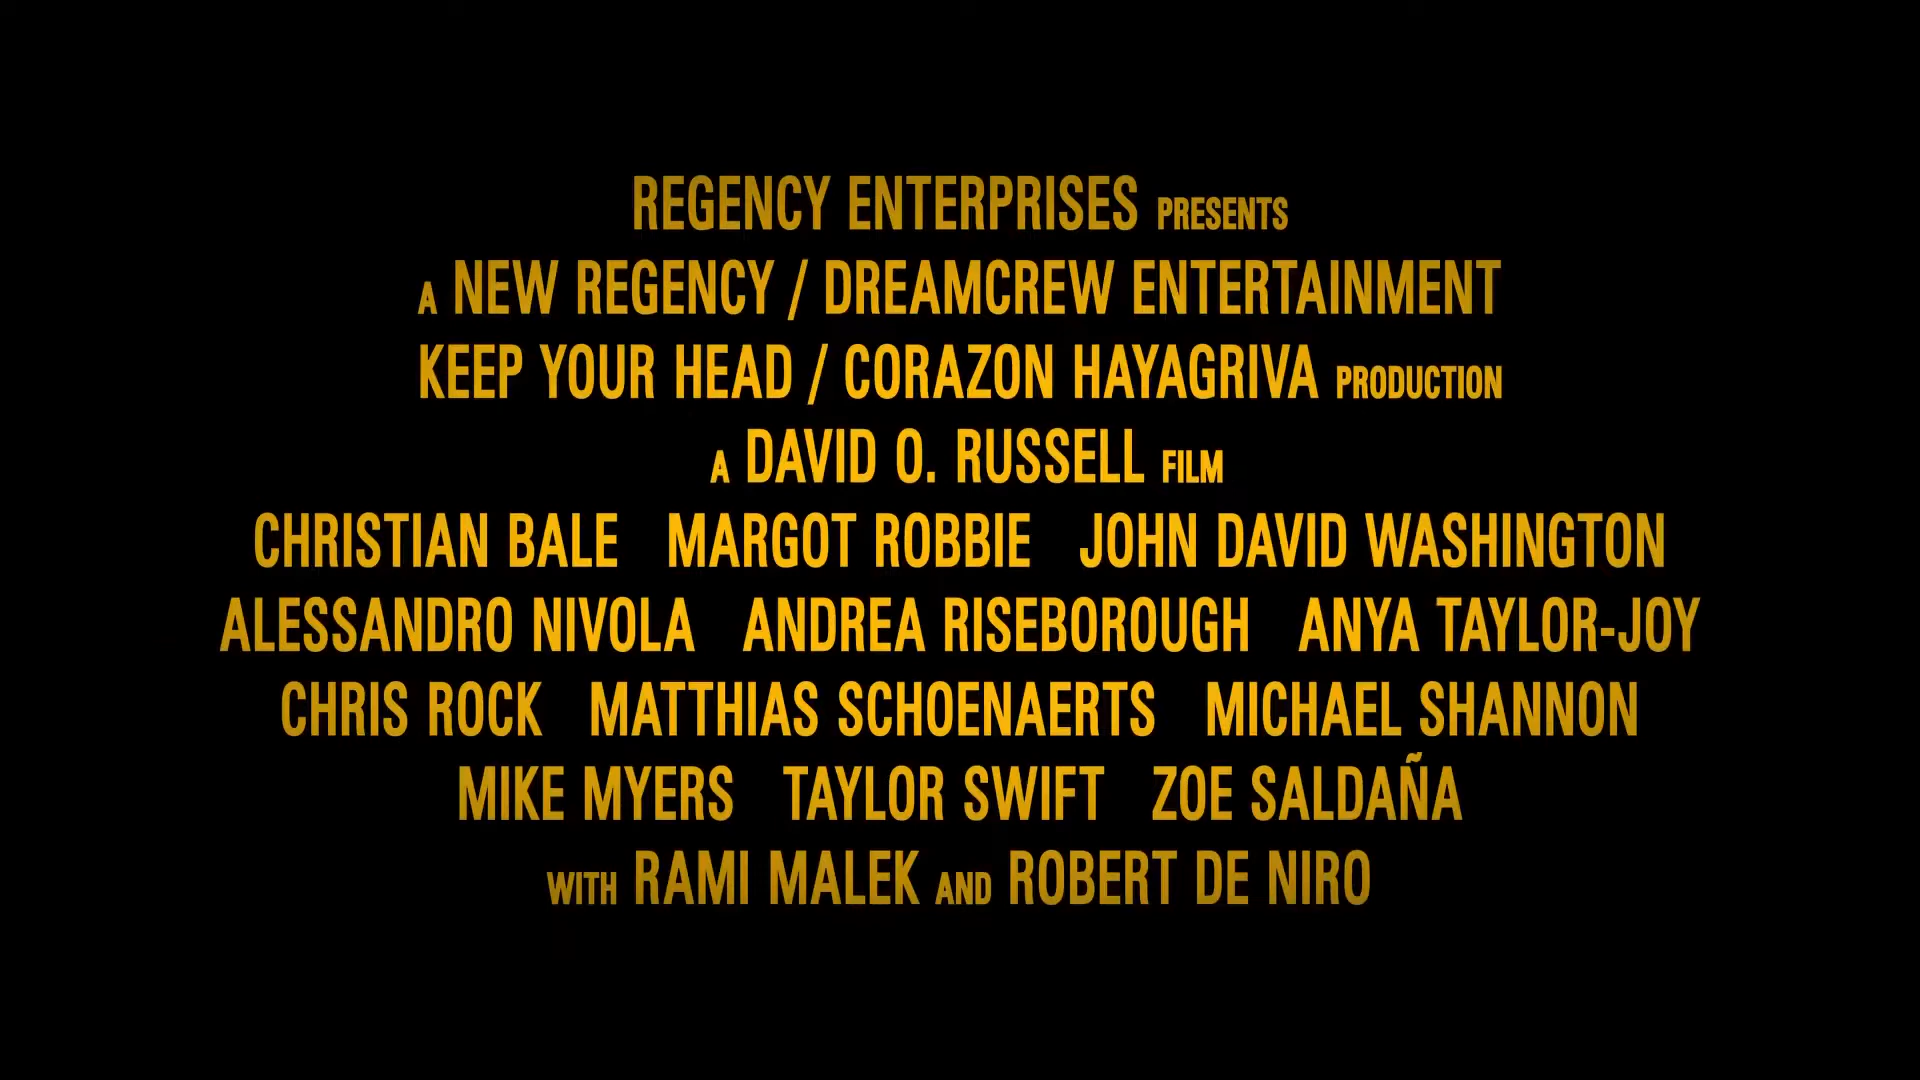 REGENCY ENTERPRISES PRESENTS
A NEW REGENCY / DREAMCREW ENTERTAINMENT
KEEP YOUR HEAD / CORAZON HAYAGRIVA PRODUCTION
A DAVID O. RUSSELL FILM
CHRISTIAN BALE MARGOT ROBBIE JOHN DAVID WASHINGTON
ALESSANDRO NIVOLA ANDREA RISEBOROUGH ANYA TAYLOR-JOY
CHRIS ROCK MATTHIAS SCHOENAERTS MICHAEL SHANNON
MIKE MYERS TAYLOR SWIFT ZOE SALDAÑA
WITH RAMI MALEK AND ROBERT DE NIRO